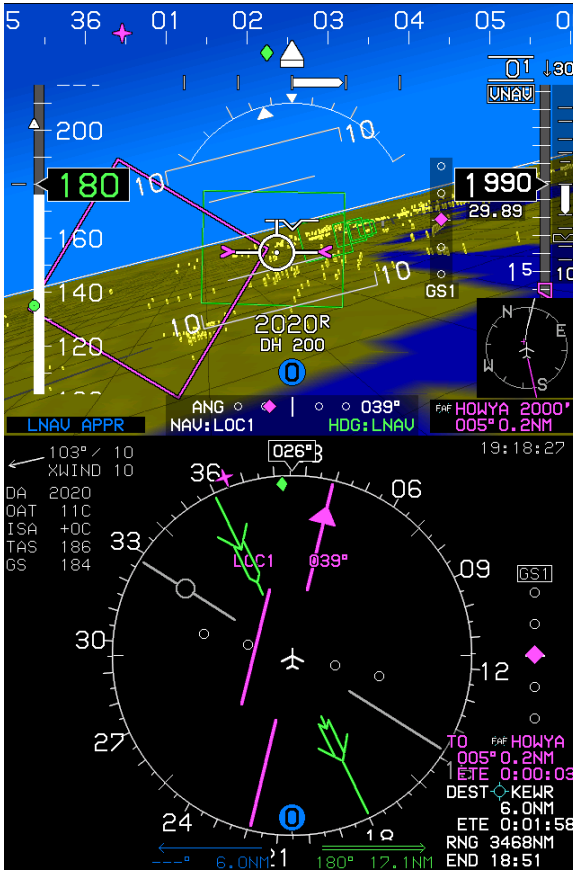 5 36 01 02 03 04 05 0
01 ↓30
VNAV
200
180
160
140
120
10 10
10 10
1990
29.89
15
10
GS1
2020R
DH 200
0
N
E
S
W
ANG 039°
LNAV APPR
NAV:LOC1 HDG:LNAV
FAF HOWYA 2000'
005° 0.2NM
103°/ 10
XWIND 10
19:18:27
DA 2020
OAT 11C
ISA +0C
TAS 186
GS 184
026°
36 3 06
33 09
30 12
27 15
24 21 18
LOC1 039°
GS1
TO FAF HOWYA
005° 0.2NM
ETE 0:00:03
DEST KEWR
6.0NM
ETE 0:01:58
RNG 3468NM
END 18:51
0
---° 6.0NM
180° 17.1NM